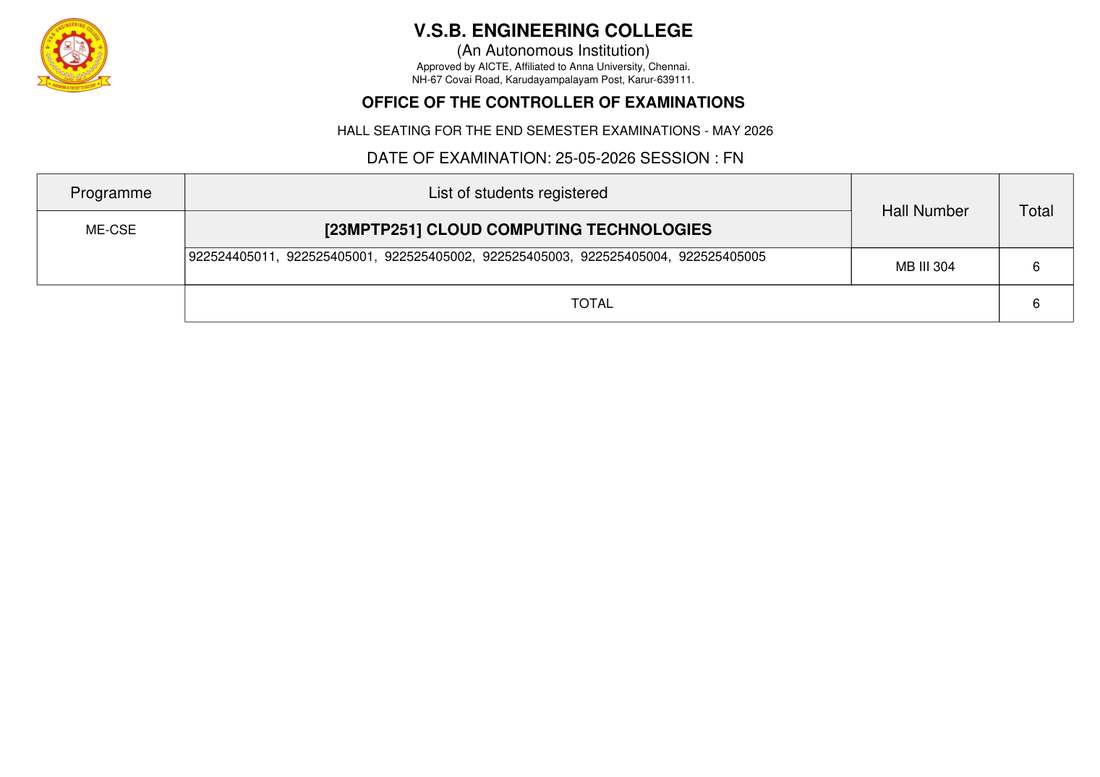 V.S.B. ENGINEERING COLLEGE
(An Autonomous Institution)
Approved by AICTE, Affiliated to Anna University, Chennai.
NH-67 Covai Road, Karudayampalayam Post, Karur-639111.
OFFICE OF THE CONTROLLER OF EXAMINATIONS
HALL SEATING FOR THE END SEMESTER EXAMINATIONS - MAY 2026
DATE OF EXAMINATION: 25-05-2026 SESSION : FN
Programme List of students registered Hall Number Total
ME-CSE [23MPTP251] CLOUD COMPUTING TECHNOLOGIES
922524405011, 922525405001, 922525405002, 922525405003, 922525405004, 922525405005 MB III 304 6
TOTAL 6